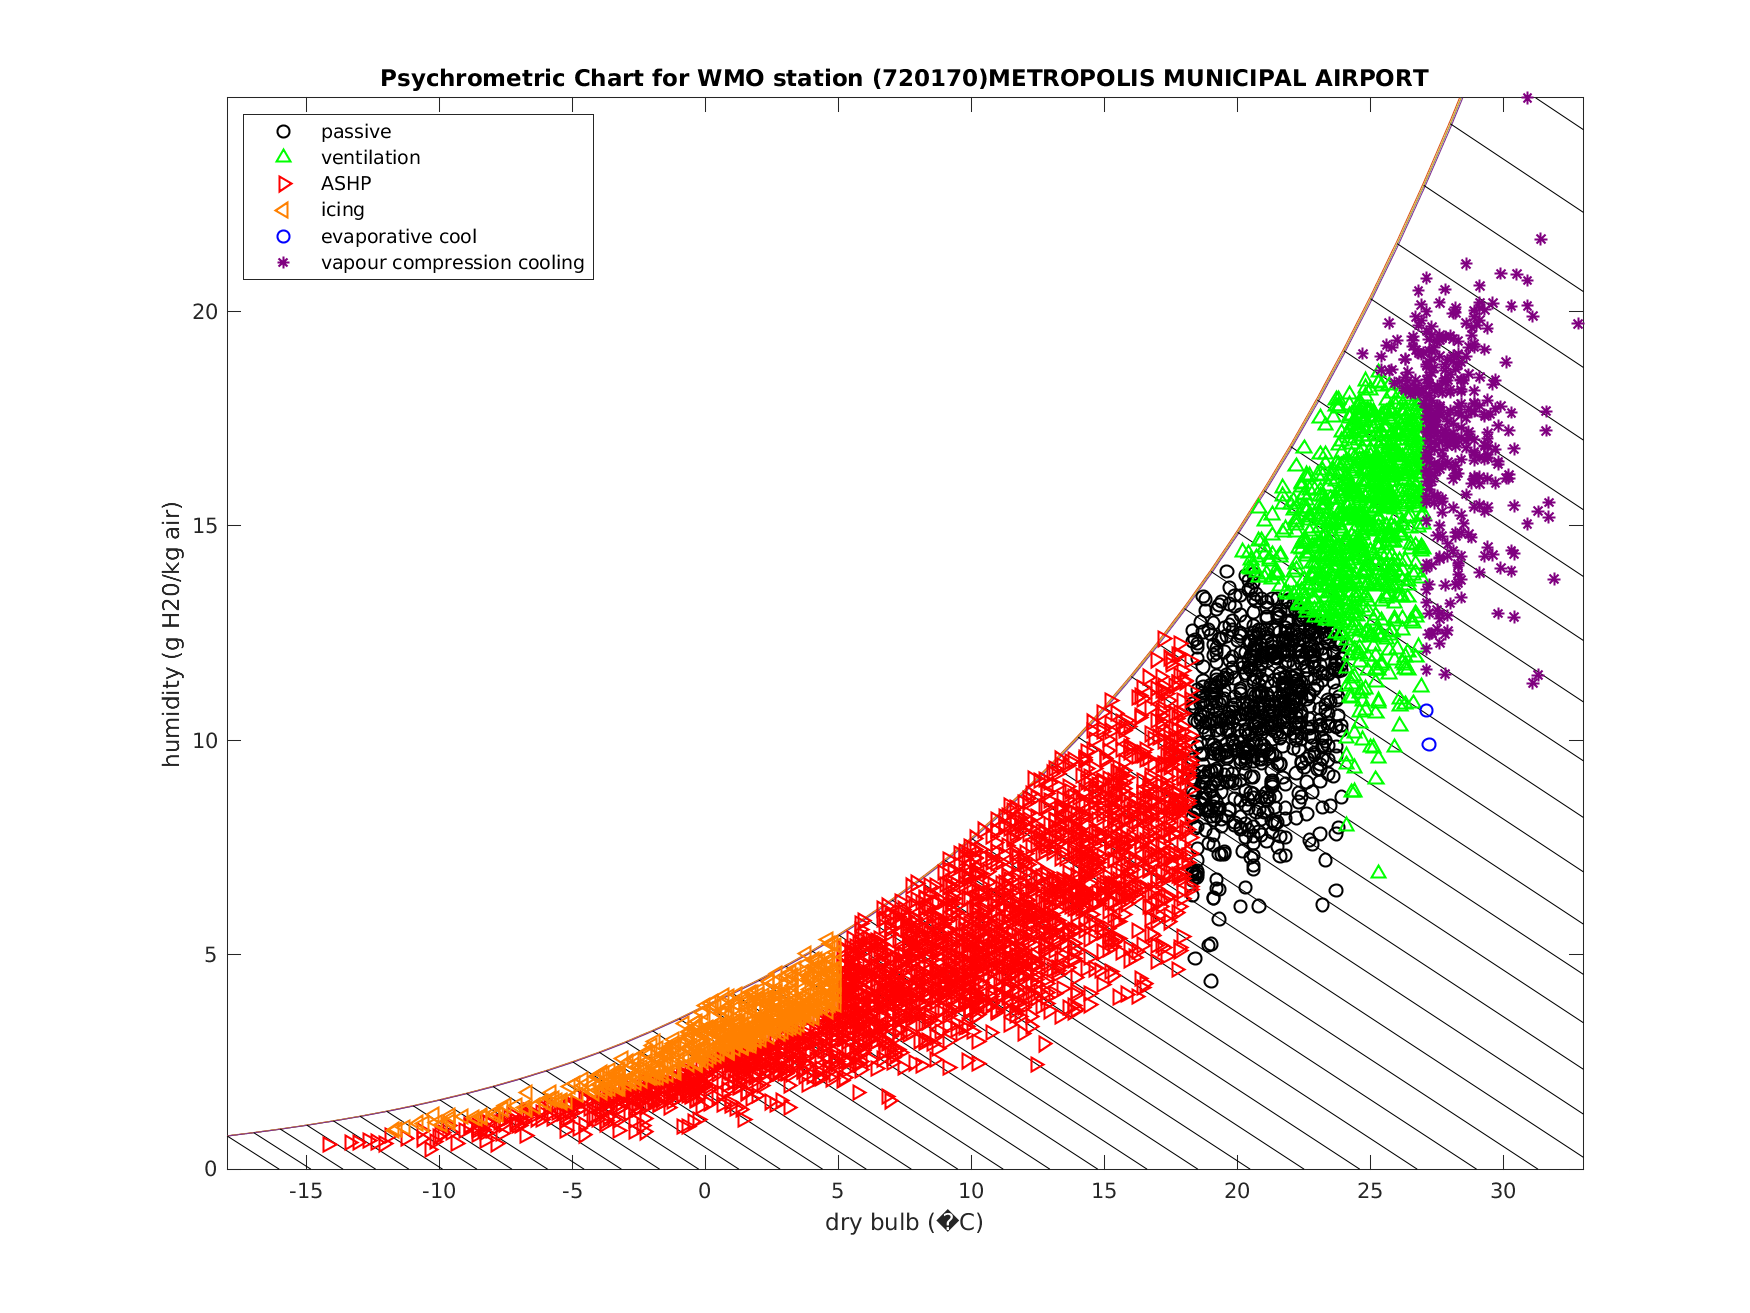 Psychrometric Chart for WMO station (720170)METROPOLIS MUNICIPAL AIRPORT
passive
ventilation
ASHP
icing
evaporative cool
vapour compression cooling
humidity (g H20/kg air)
20
15
10
5
0
-15 -10 -5 0 5 10 15 20 25 30
dry bulb (�C)